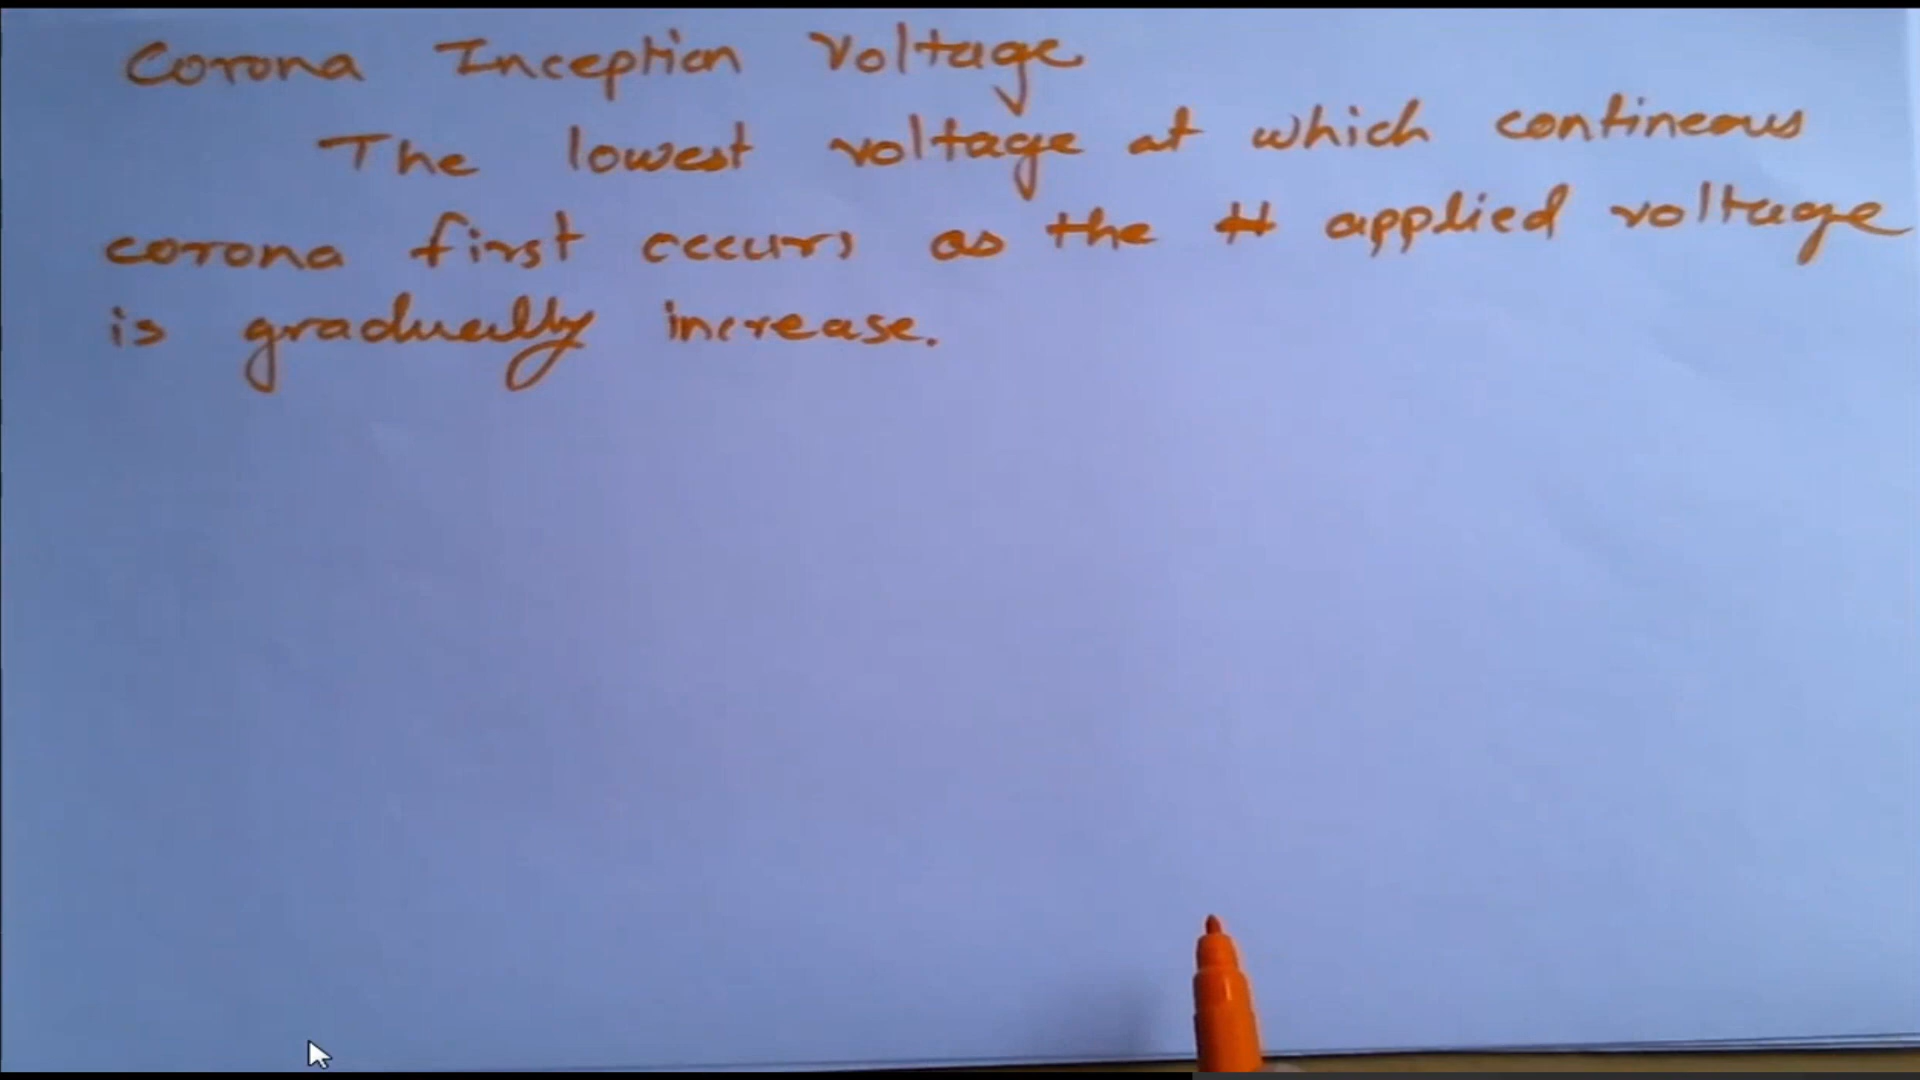 Corona Inception Voltage
The lowest voltage at which contineous
corona first occurs as the applied voltage
is gradually increase.